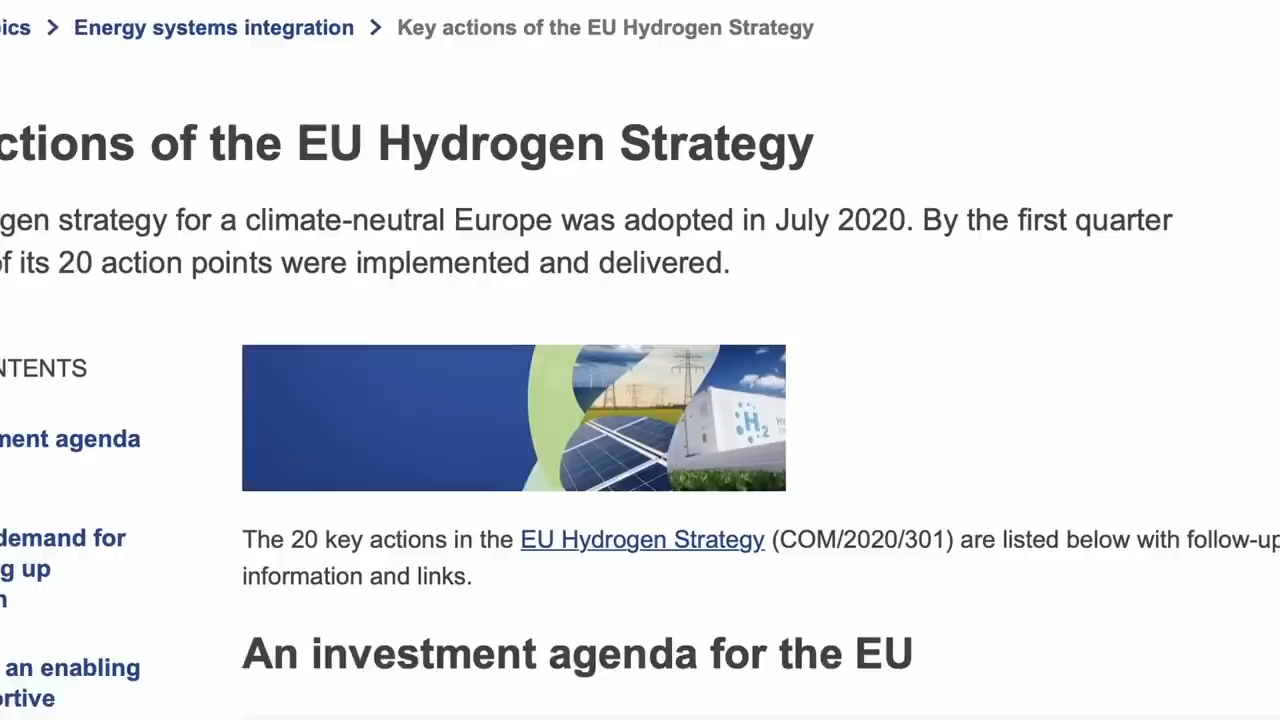 ics > Energy systems integration > Key actions of the EU Hydrogen Strategy
ctions of the EU Hydrogen Strategy
gen strategy for a climate-neutral Europe was adopted in July 2020. By the first quarter
f its 20 action points were implemented and delivered.
NTENTS
ment agenda
demand for
g up
n
an enabling
ortive
H2
The 20 key actions in the EU Hydrogen Strategy (COM/2020/301) are listed below with follow-up
information and links.
An investment agenda for the EU